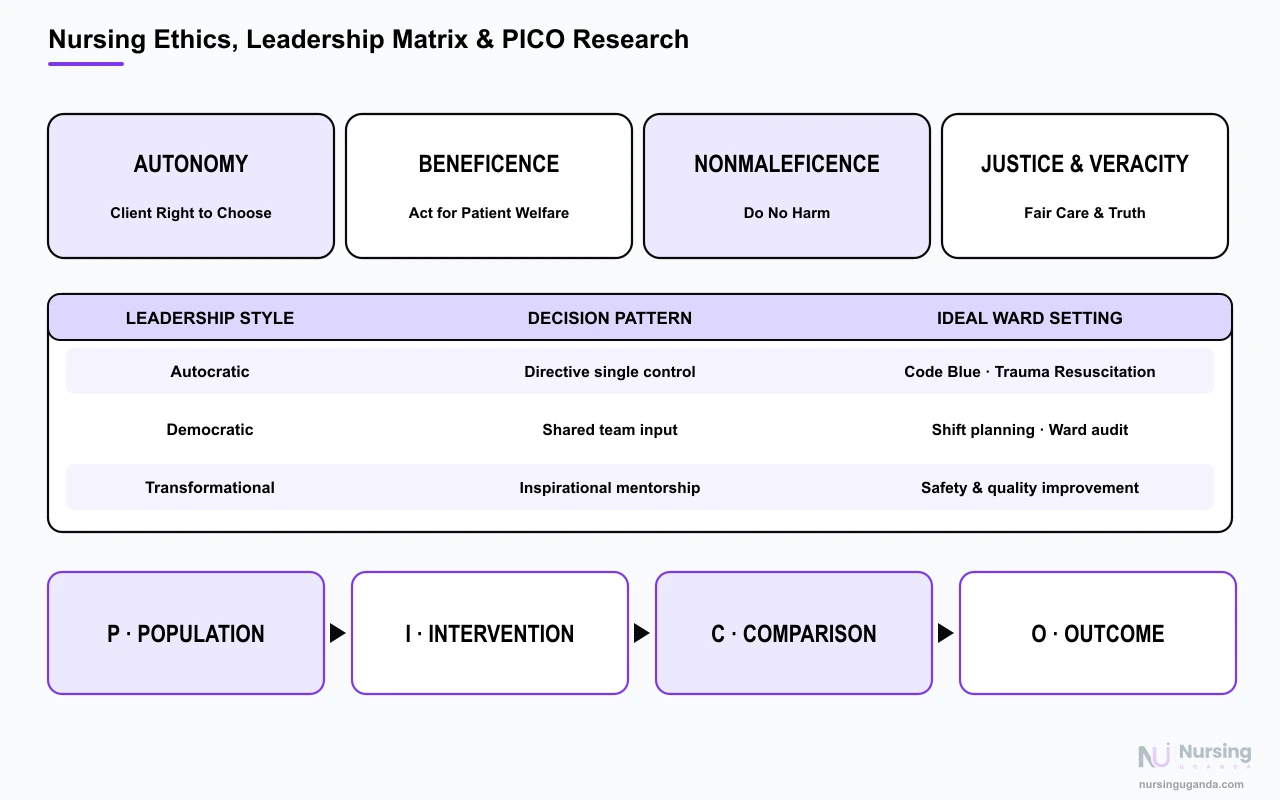 Nursing Ethics, Leadership Matrix & PICO Research
AUTONOMY
Client Right to Choose
BENEFICENCE
Act for Patient Welfare
NONMALEFICENCE
Do No Harm
JUSTICE & VERACITY
Fair Care & Truth
LEADERSHIP STYLE DECISION PATTERN IDEAL WARD SETTING
Autocratic Directive single control Code Blue · Trauma Resuscitation
Democratic Shared team input Shift planning · Ward audit
Transformational Inspirational mentorship Safety & quality improvement
P · POPULATION
I · INTERVENTION
C · COMPARISON
O · OUTCOME
NU Nursing
UGANDA
nursinguganda.com